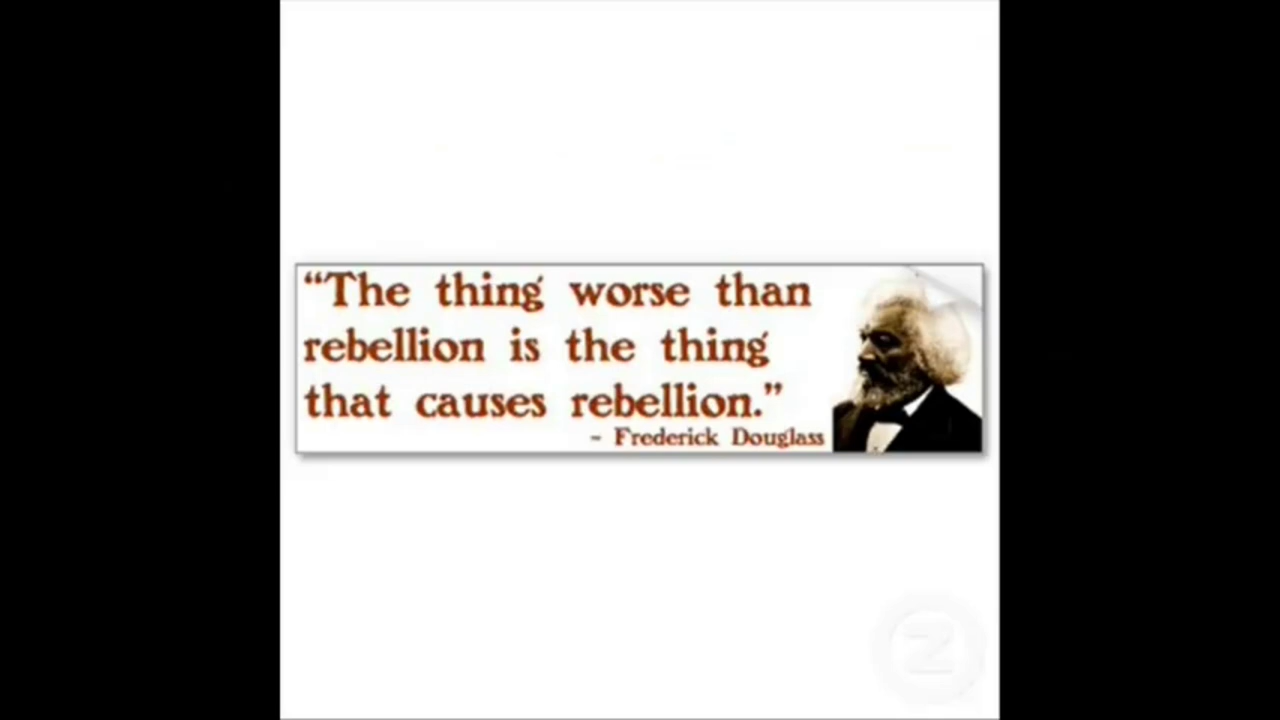 “The thing worse than
rebellion is the thing
that causes rebellion.”
~ Frederick Douglass
Z